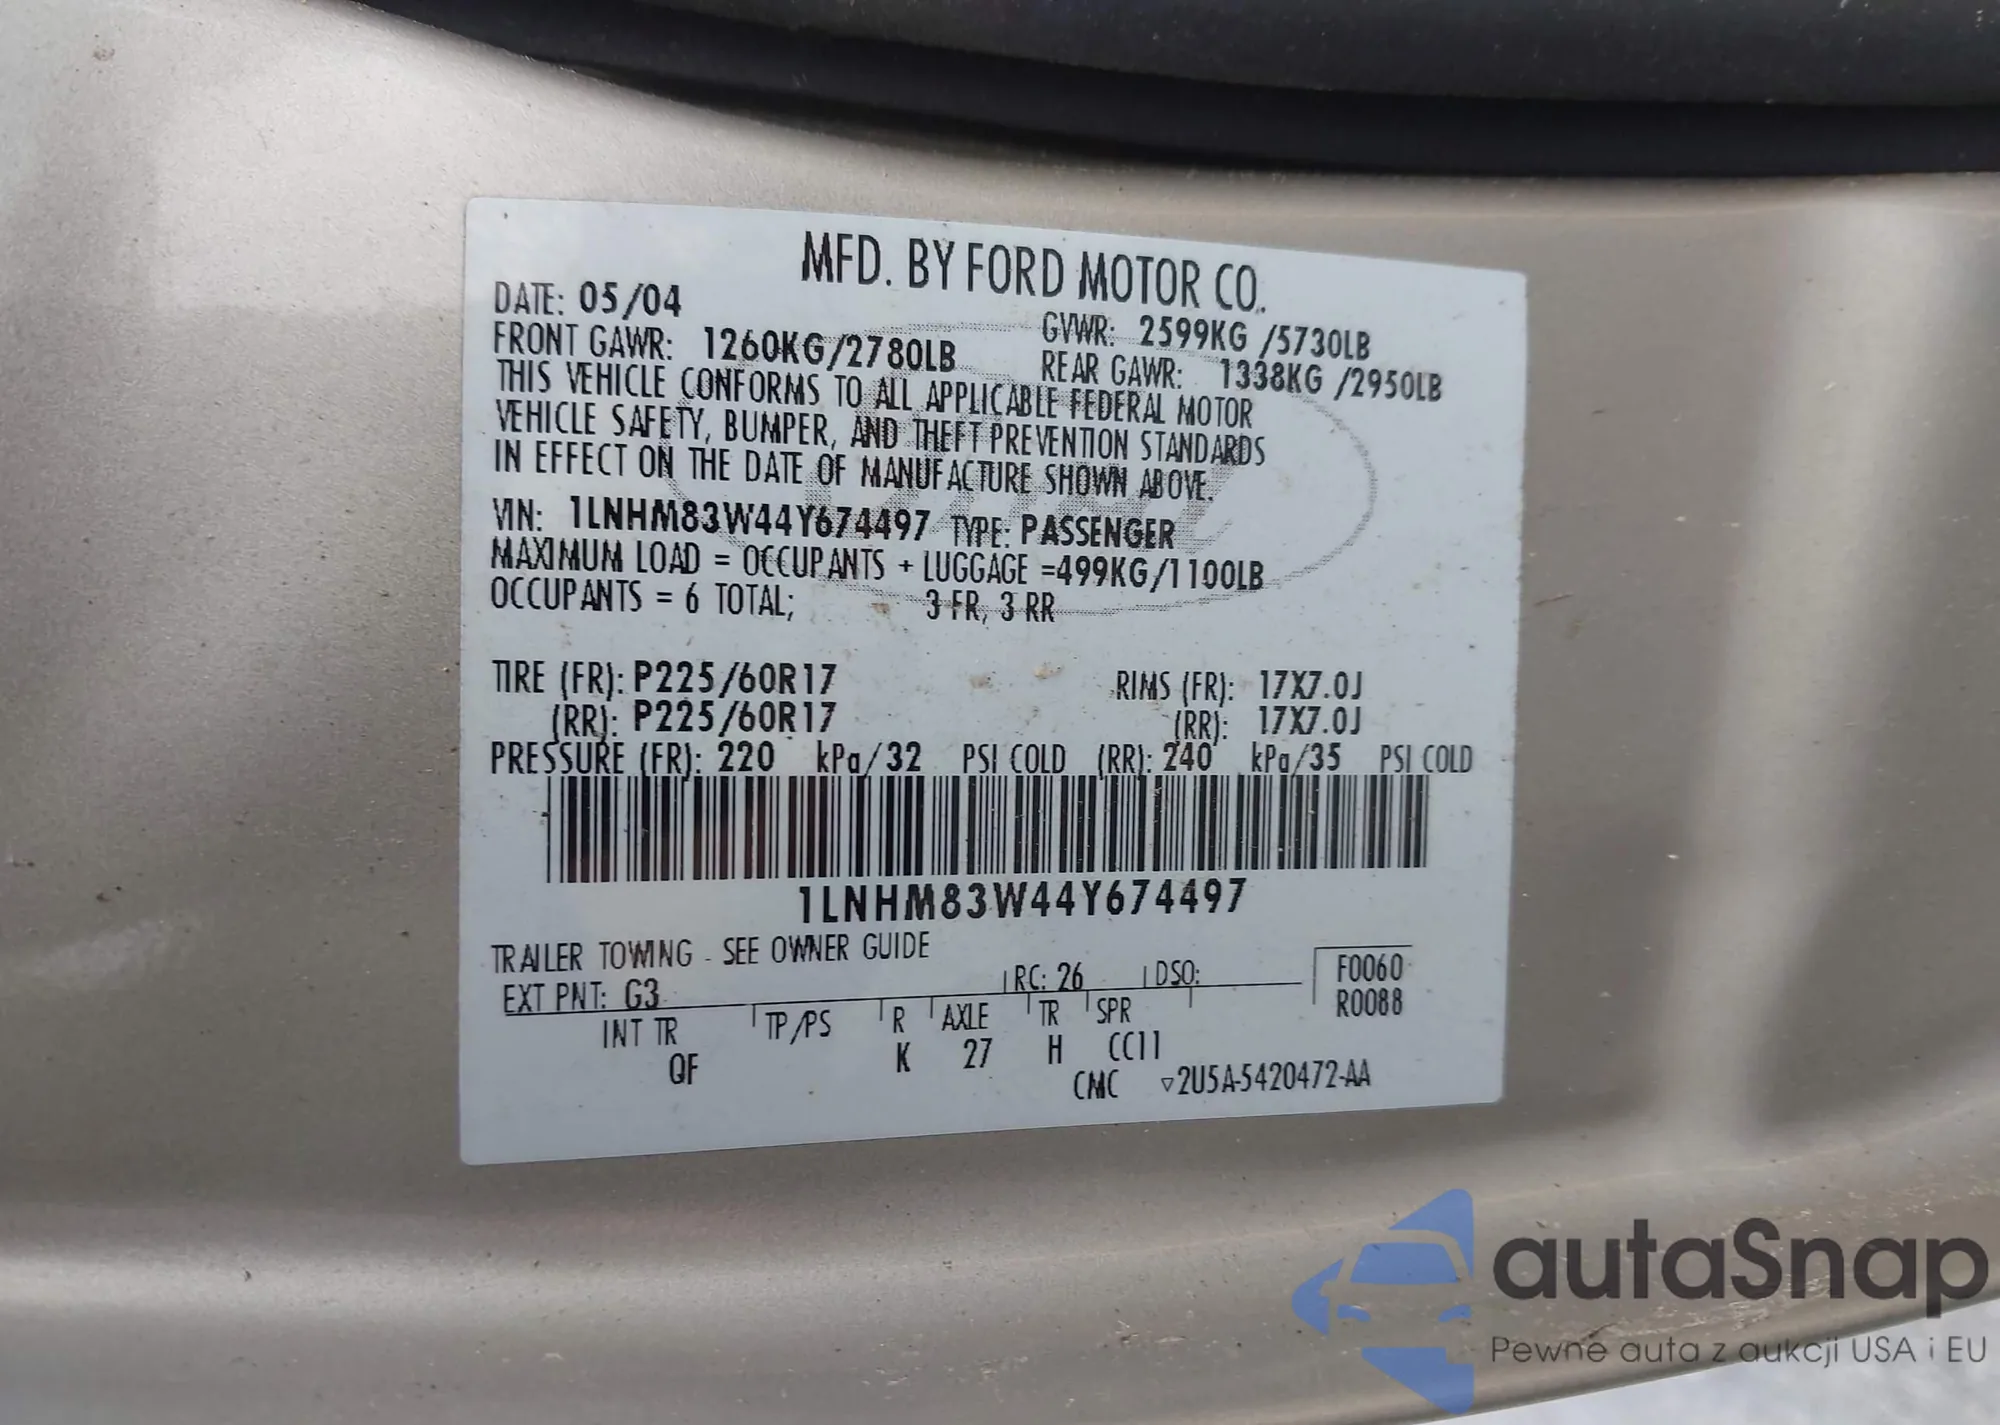 MFD. BY FORD MOTOR CO.
DATE: 05/04
GVWR: 2599KG /5730LB
FRONT GAWR: 1260KG/2780LB
REAR GAWR: 1338KG /2950LB
THIS VEHICLE CONFORMS TO ALL APPLICABLE FEDERAL MOTOR
VEHICLE SAFETY, BUMPER, AND THEFT PREVENTION STANDARDS
IN EFFECT ON THE DATE OF MANUFACTURE SHOWN ABOVE.
VIN: 1LNHM83W44Y674497 TYPE: PASSENGER
MAXIMUM LOAD = OCCUPANTS + LUGGAGE =499KG/1100LB
OCCUPANTS = 6 TOTAL; 3 FR, 3 RR
TIRE (FR): P225/60R17 RIMS (FR): 17X7.0J
(RR): P225/60R17 (RR): 17X7.0J
PRESSURE (FR): 220 kPa/32 PSI COLD (RR): 240 kPa/35 PSI COLD
1LNHM83W44Y674497
TRAILER TOWING - SEE OWNER GUIDE
EXT PNT: G3 RC: 26 DSO: F0060
R0088
INT TR TP/PS R AXLE TR SPR
QF K 27 H CC11
CMC ▽2U5A-5420472-AA
autaSnap
Pewne auta z aukcji USA i EU